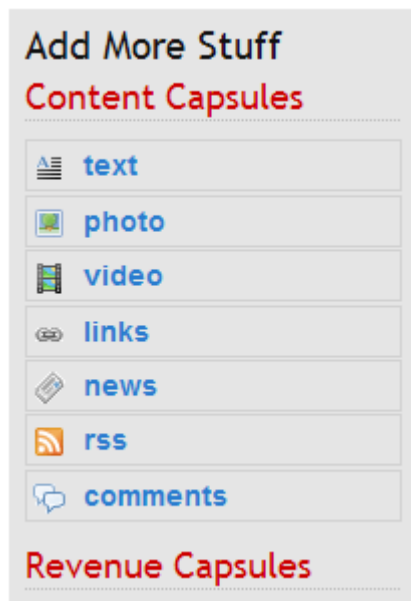 Add More Stuff
Content Capsules
text
photo
video
links
news
rss
comments
Revenue Capsules